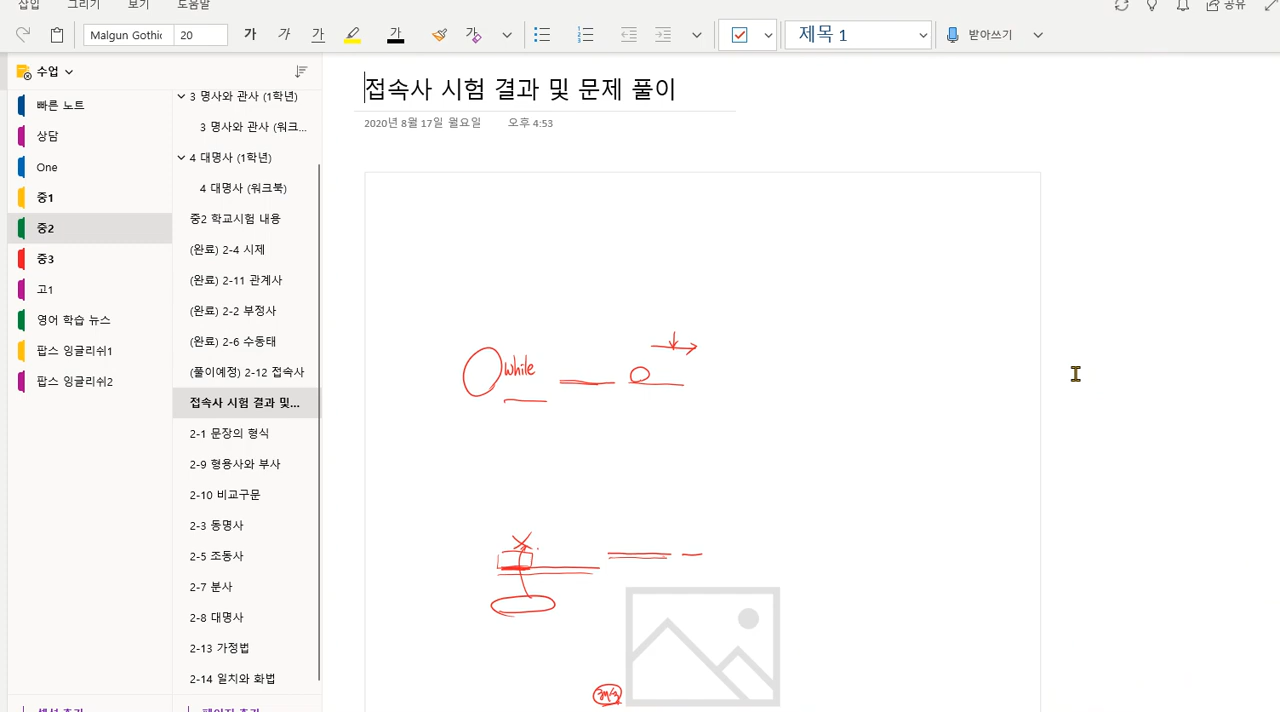 삽입 그리기 보기 도움말
공유
Malgun Gothic 20 가 가 가 가 가 제목 1 받아쓰기
수업
빠른 노트
상담
One
중1
중2
중3
고1
영어 학습 뉴스
팝스 잉글리쉬1
팝스 잉글리쉬2
3 명사와 관사 (1학년)
3 명사와 관사 (워크...
4 대명사 (1학년)
4 대명사 (워크북)
중2 학교시험 내용
(완료) 2-4 시제
(완료) 2-11 관계사
(완료) 2-2 부정사
(완료) 2-6 수동태
(풀이예정) 2-12 접속사
접속사 시험 결과 및...
2-1 문장의 형식
2-9 형용사와 부사
2-10 비교구문
2-3 동명사
2-5 조동사
2-7 분사
2-8 대명사
2-13 가정법
2-14 일치와 화법
접속사 시험 결과 및 문제 풀이
2020년 8월 17일 월요일 오후 4:53
while